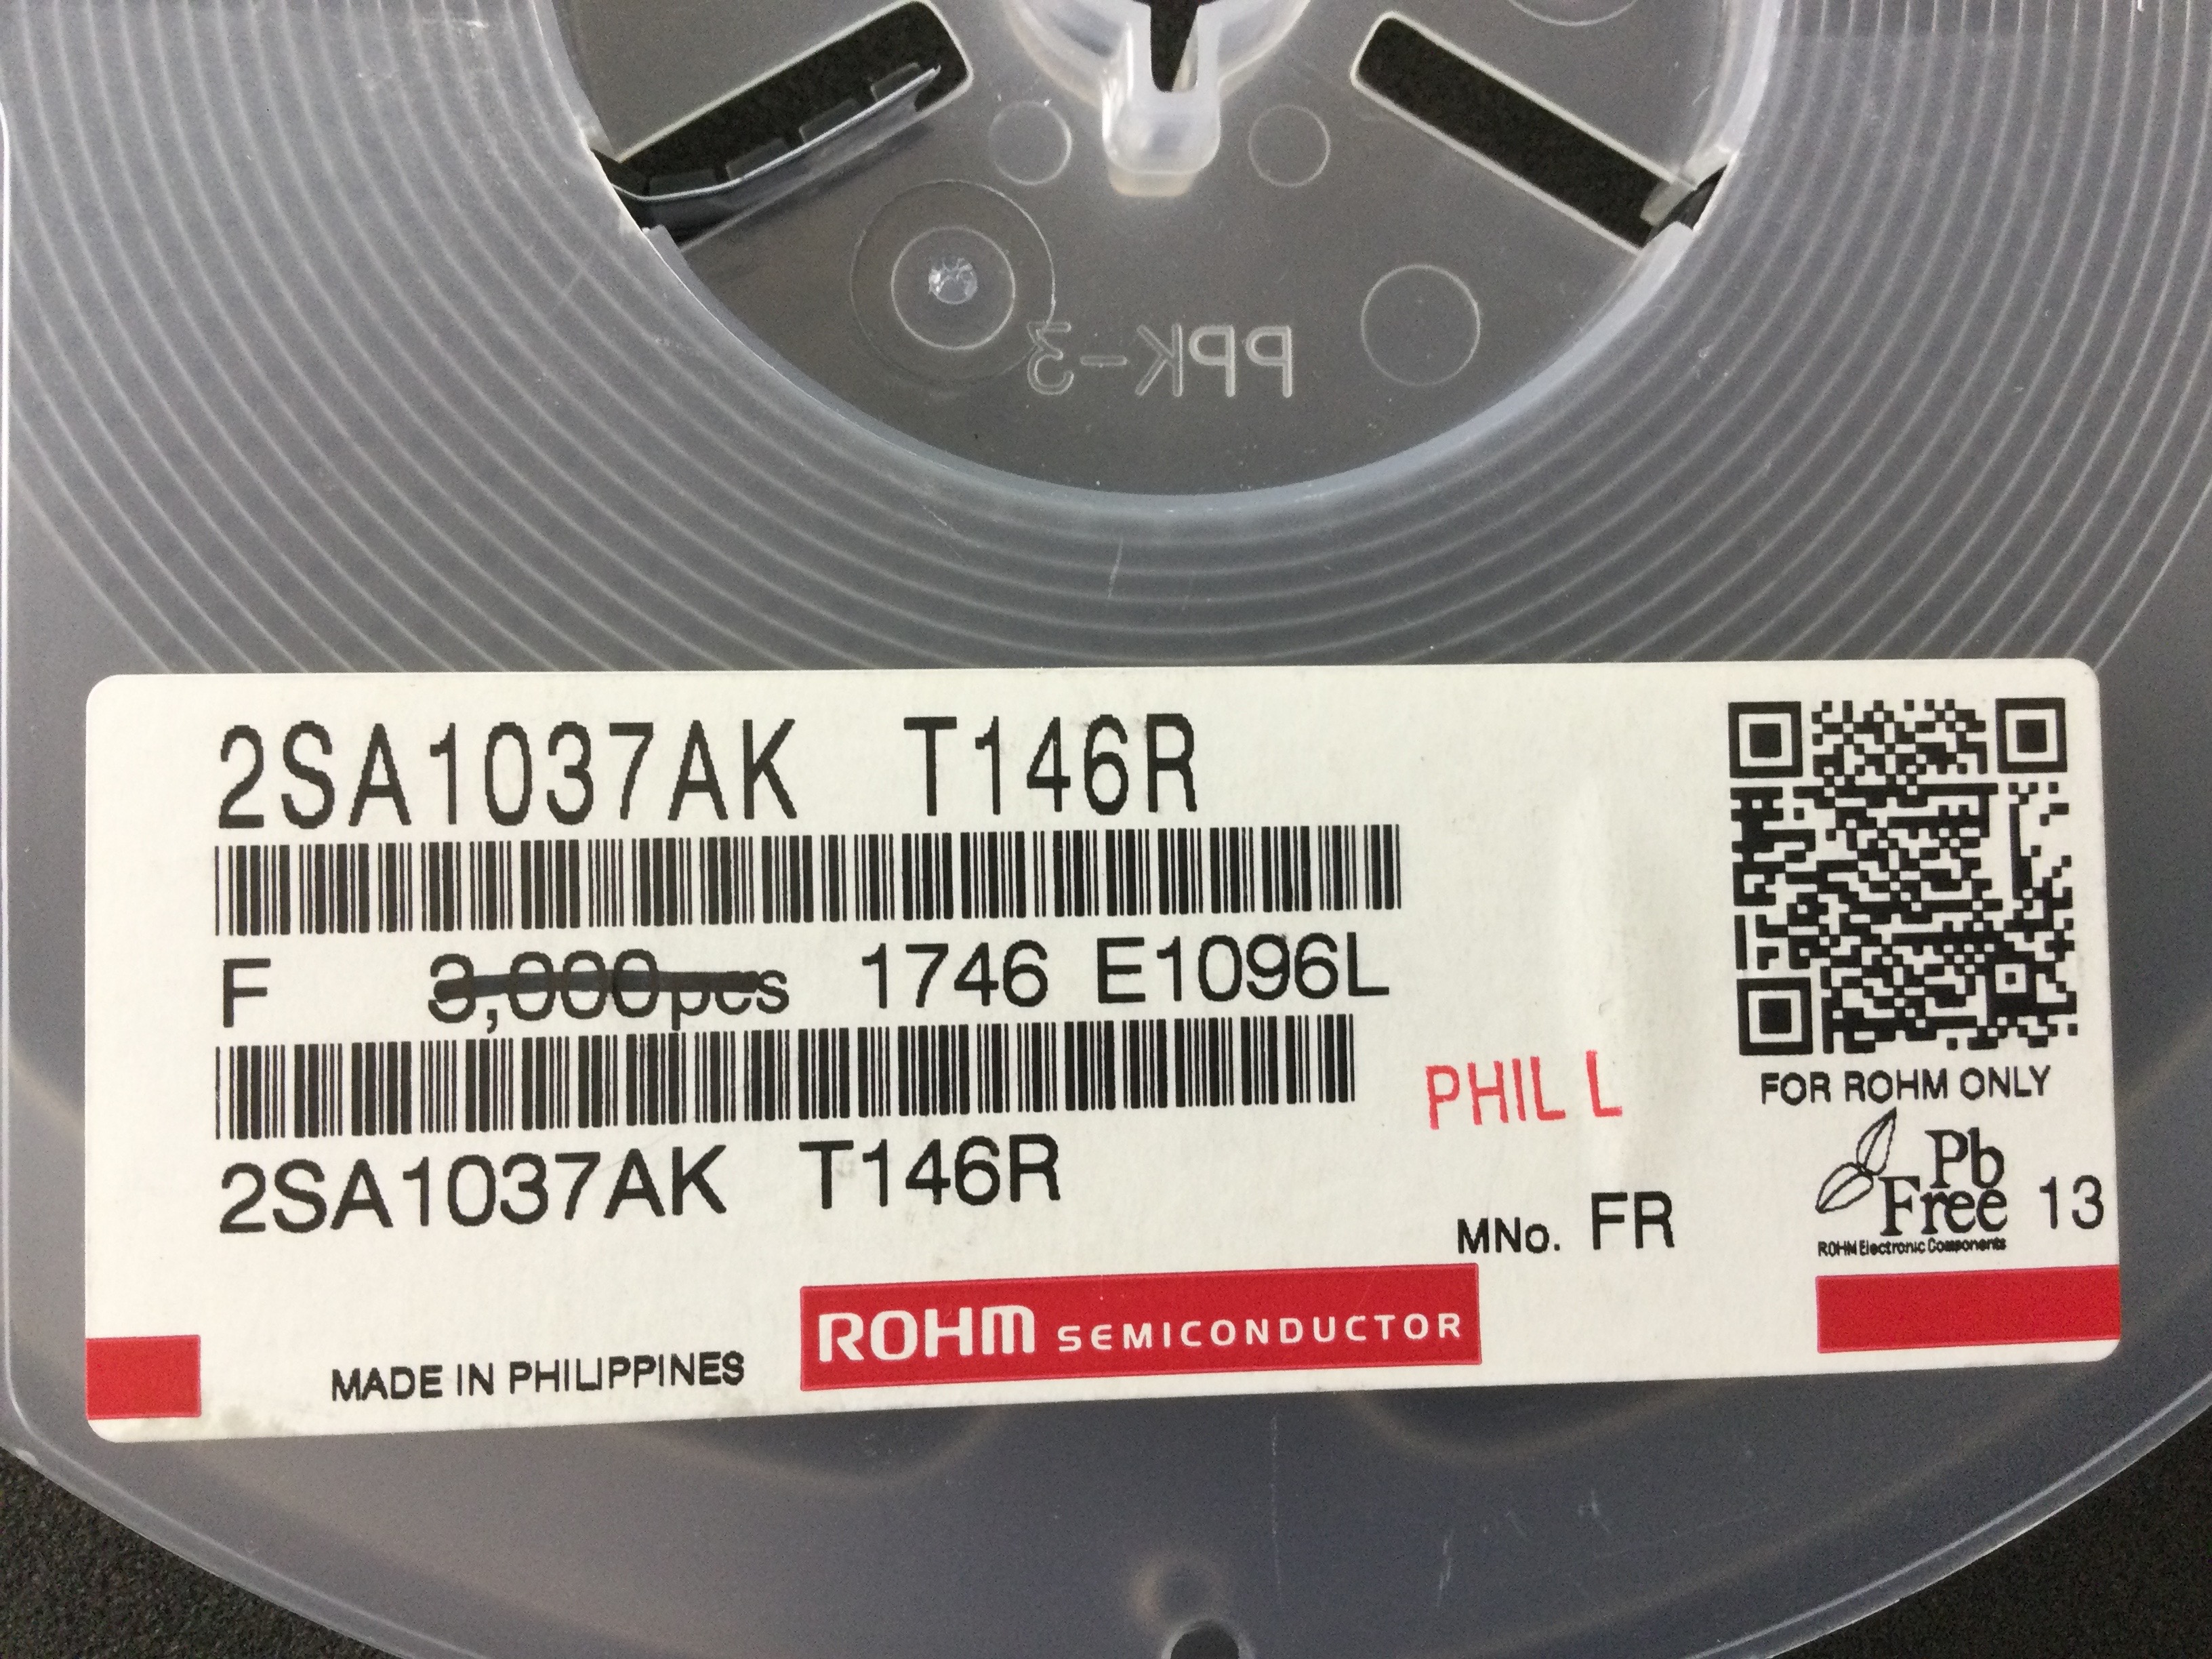 PPK-3
2SA1037AK T146R
F 3,000pcs 1746 E1096L
PHIL L
FOR ROHM ONLY
2SA1037AK T146R
MNo. FR
Pb
Free 13
ROHM Electronic Components
MADE IN PHILIPPINES
ROHM SEMICONDUCTOR